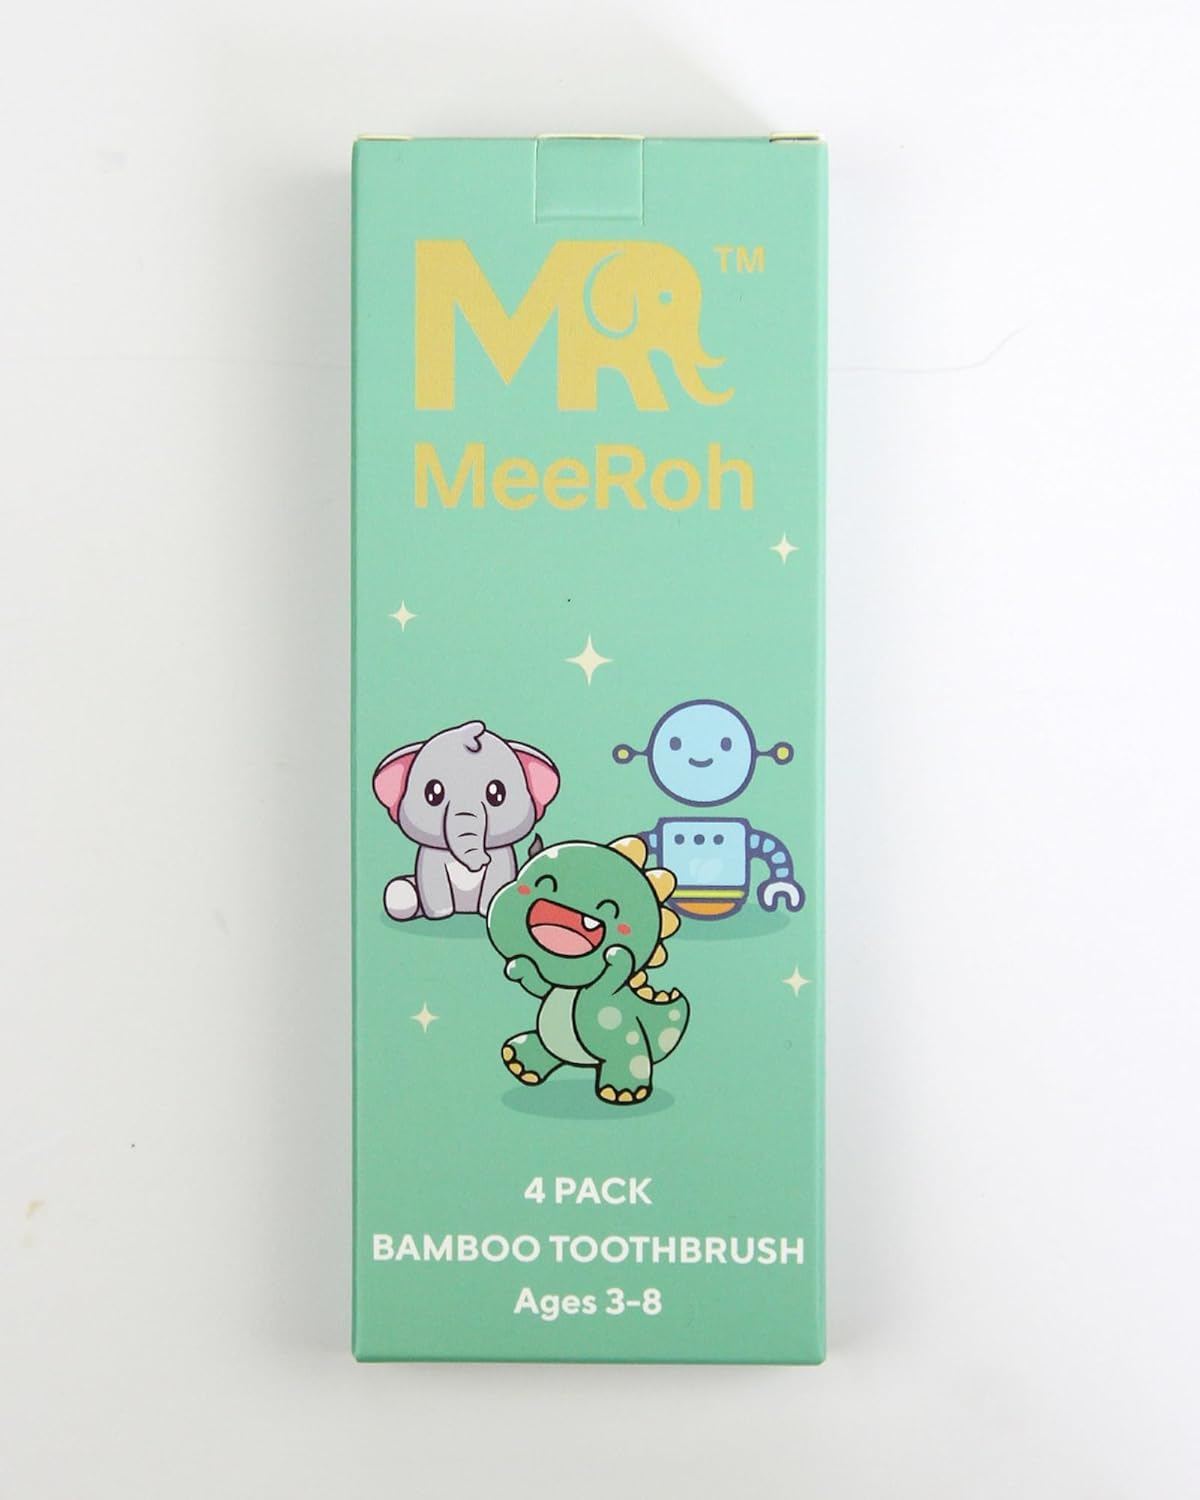 MR™
MeeRoh
4 PACK
BAMBOO TOOTHBRUSH
Ages 3-8